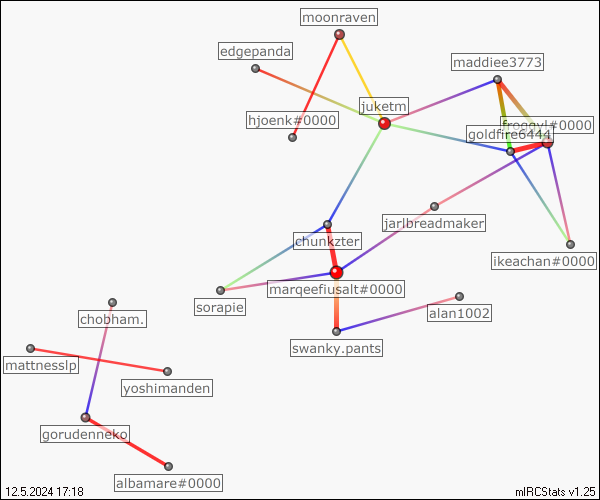 moonraven
edgepanda
maddiee3773
juketm
hjoenk#0000
froggyl#0000
goldfire6444
jarlbreadmaker
chunkzter
ikeachan#0000
marqeefiusalt#0000
sorapie
alan1002
chobham.
swanky.pants
mattnesslp
yoshimanden
gorudenneko
albamare#0000
12.5.2024 17:18
mIRCStats v1.25